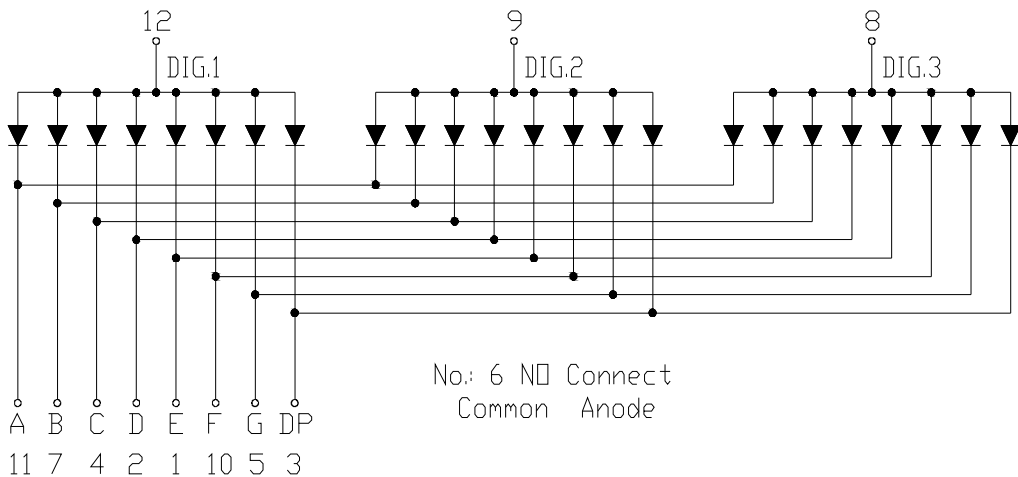 12 9 8
DIG.1 DIG.2 DIG.3
No.: 6 NO Connect
Common Anode
A B C D E F G DP
11 7 4 2 1 10 5 3